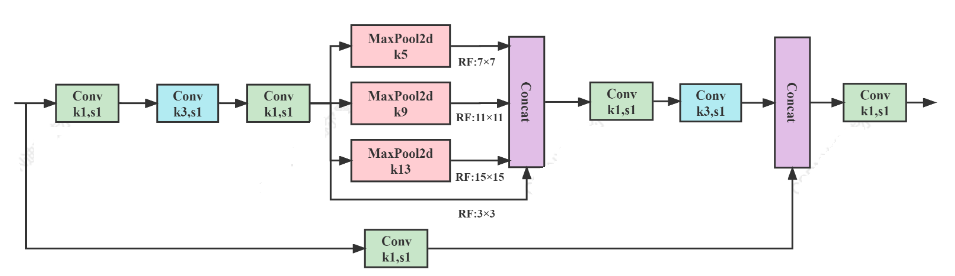 MaxPool2d
k5
RF:7×7
Conv
k1,s1
Conv
k3,s1
Conv
k1,s1
MaxPool2d
k9
RF:11×11
Concat
Conv
k1,s1
Conv
k3,s1
Concat
Conv
k1,s1
MaxPool2d
k13
RF:15×15
RF:3×3
Conv
k1,s1